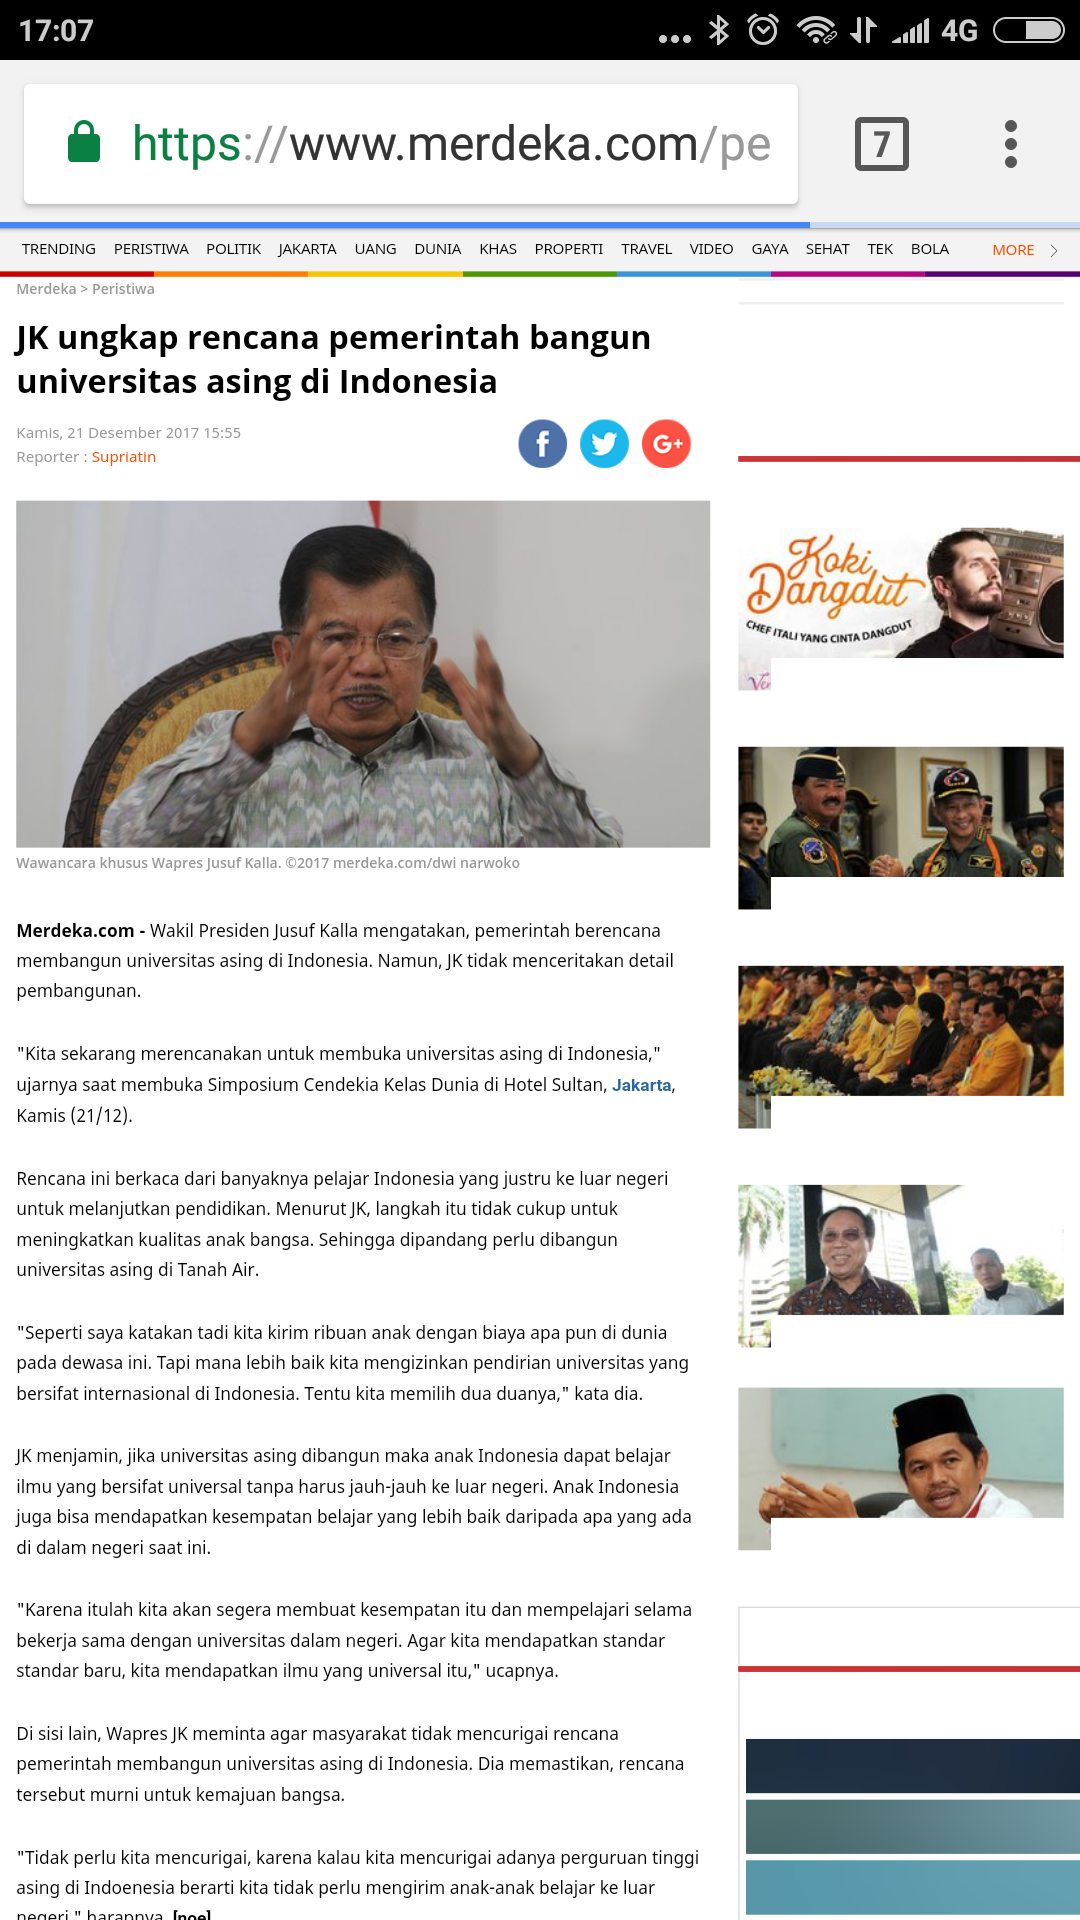 17:07
4G
https://www.merdeka.com/pe
7
TRENDING PERISTIWA POLITIK JAKARTA UANG DUNIA KHAS PROPERTI TRAVEL VIDEO GAYA SEHAT TEK BOLA MORE
Merdeka > Peristiwa
JK ungkap rencana pemerintah bangun
universitas asing di Indonesia
Kamis, 21 Desember 2017 15:55
Reporter : Supriatin
f G+
Koki
Dangdut
CHEF ITALI YANG CINTA DANGDUT
Wawancara khusus Wapres Jusuf Kalla. ©2017 merdeka.com/dwi narwoko
Merdeka.com - Wakil Presiden Jusuf Kalla mengatakan, pemerintah berencana
membangun universitas asing di Indonesia. Namun, JK tidak menceritakan detail
pembangunan.
"Kita sekarang merencanakan untuk membuka universitas asing di Indonesia,"
ujarnya saat membuka Simposium Cendekia Kelas Dunia di Hotel Sultan, Jakarta,
Kamis (21/12).
Rencana ini berkaca dari banyaknya pelajar Indonesia yang justru ke luar negeri
untuk melanjutkan pendidikan. Menurut JK, langkah itu tidak cukup untuk
meningkatkan kualitas anak bangsa. Sehingga dipandang perlu dibangun
universitas asing di Tanah Air.
"Seperti saya katakan tadi kita kirim ribuan anak dengan biaya apa pun di dunia
pada dewasa ini. Tapi mana lebih baik kita mengizinkan pendirian universitas yang
bersifat internasional di Indonesia. Tentu kita memilih dua duanya," kata dia.
JK menjamin, jika universitas asing dibangun maka anak Indonesia dapat belajar
ilmu yang bersifat universal tanpa harus jauh-jauh ke luar negeri. Anak Indonesia
juga bisa mendapatkan kesempatan belajar yang lebih baik daripada apa yang ada
di dalam negeri saat ini.
"Karena itulah kita akan segera membuat kesempatan itu dan mempelajari selama
bekerja sama dengan universitas dalam negeri. Agar kita mendapatkan standar
standar baru, kita mendapatkan ilmu yang universal itu," ucapnya.
Di sisi lain, Wapres JK meminta agar masyarakat tidak mencurigai rencana
pemerintah membangun universitas asing di Indonesia. Dia memastikan, rencana
tersebut murni untuk kemajuan bangsa.
"Tidak perlu kita mencurigai, karena kalau kita mencurigai adanya perguruan tinggi
asing di Indoenesia berarti kita tidak perlu mengirim anak-anak belajar ke luar
negeri," harapnya. [noe]